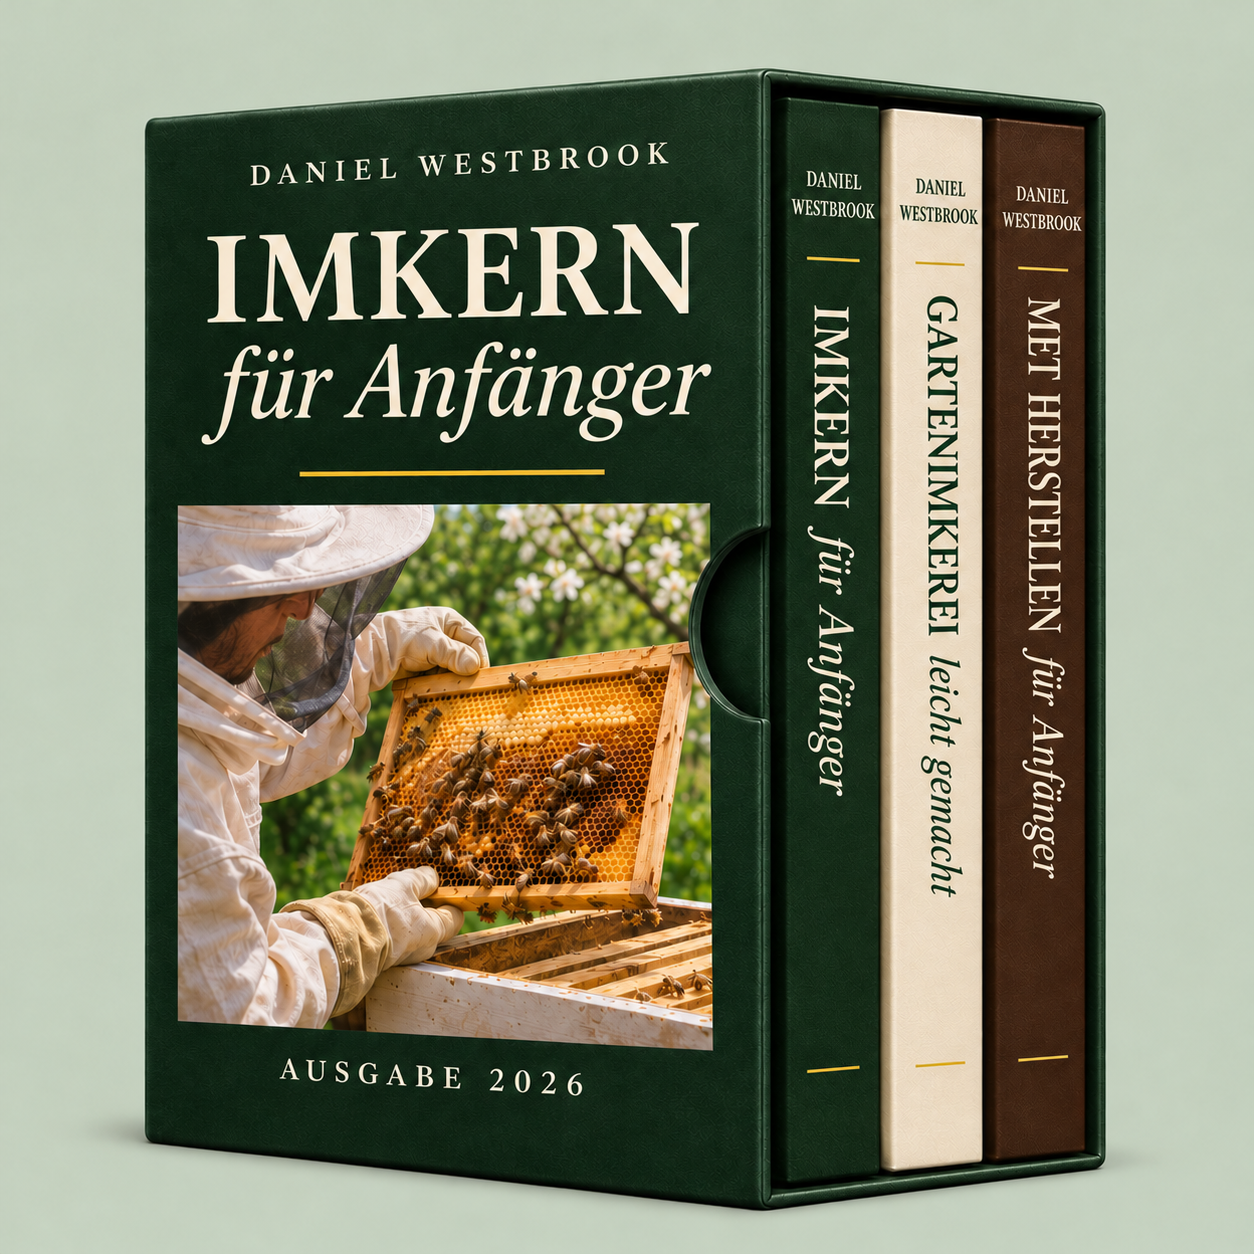 DANIEL WESTBROOK
IMKERN
für Anfänger
AUSGABE 2026
DANIEL
WESTBROOK
IMKERN für Anfänger
DANIEL
WESTBROOK
GARTENIMKEREI leicht gemacht
DANIEL
WESTBROOK
MET HERSTELLEN für Anfänger